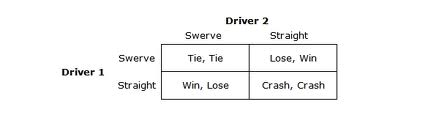 Driver 2
Swerve Straight
Swerve Tie, Tie Lose, Win
Driver 1
Straight Win, Lose Crash, Crash